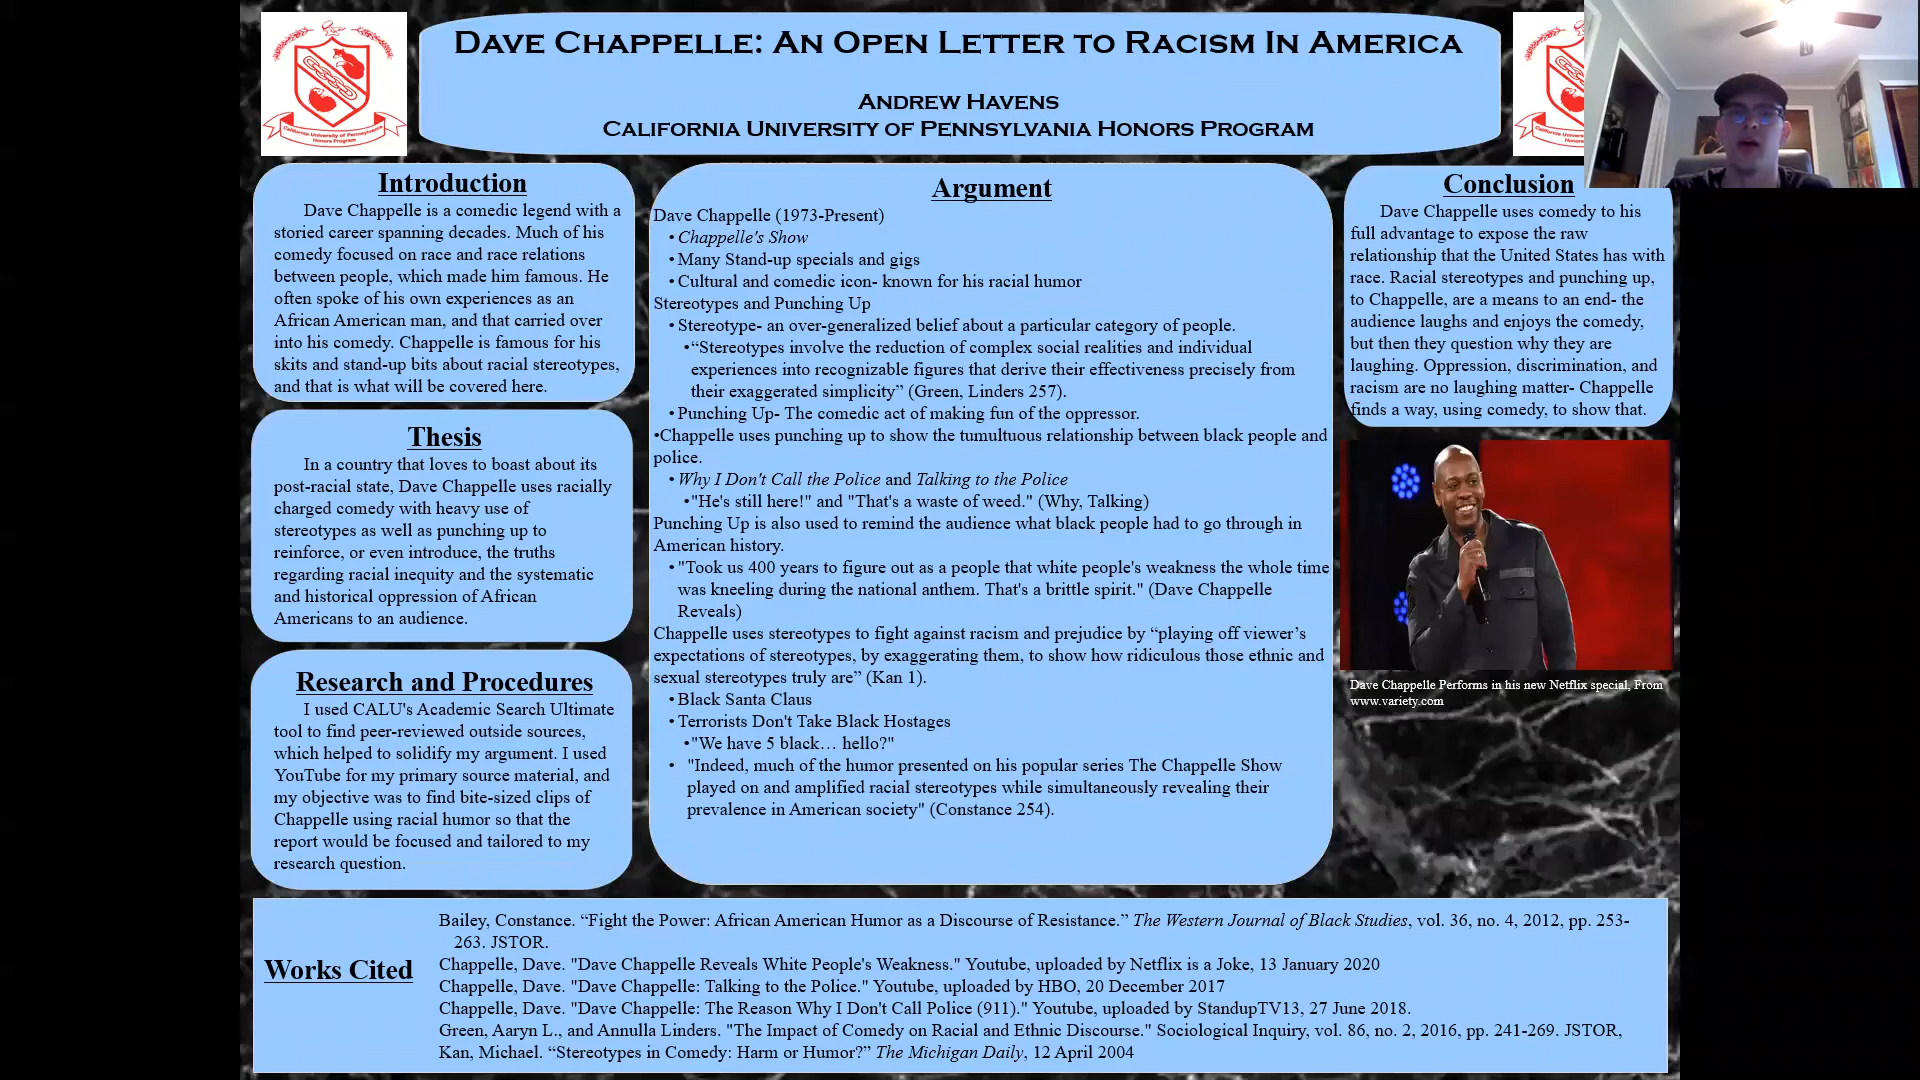 DAVE CHAPPELLE: AN OPEN LETTER TO RACISM IN AMERICA
ANDREW HAVENS
CALIFORNIA UNIVERSITY OF PENNSYLVANIA HONORS PROGRAM
California University of Pennsylvania
Honors Program
Introduction
Dave Chappelle is a comedic legend with a
storied career spanning decades. Much of his
comedy focused on race and race relations
between people, which made him famous. He
often spoke of his own experiences as an
African American man, and that carried over
into his comedy. Chappelle is famous for his
skits and stand-up bits about racial stereotypes,
and that is what will be covered here.
Thesis
In a country that loves to boast about its
post-racial state, Dave Chappelle uses racially
charged comedy with heavy use of
stereotypes as well as punching up to
reinforce, or even introduce, the truths
regarding racial inequity and the systematic
and historical oppression of African
Americans to an audience.
Research and Procedures
I used CALU's Academic Search Ultimate
tool to find peer-reviewed outside sources,
which helped to solidify my argument. I used
YouTube for my primary source material, and
my objective was to find bite-sized clips of
Chappelle using racial humor so that the
report would be focused and tailored to my
research question.
Argument
Dave Chappelle (1973-Present)
• Chappelle's Show
• Many Stand-up specials and gigs
• Cultural and comedic icon- known for his racial humor
Stereotypes and Punching Up
• Stereotype- an over-generalized belief about a particular category of people.
•“Stereotypes involve the reduction of complex social realities and individual
experiences into recognizable figures that derive their effectiveness precisely from
their exaggerated simplicity” (Green, Linders 257).
• Punching Up- The comedic act of making fun of the oppressor.
•Chappelle uses punching up to show the tumultuous relationship between black people and
police.
• Why I Don't Call the Police and Talking to the Police
•"He's still here!" and "That's a waste of weed." (Why, Talking)
Punching Up is also used to remind the audience what black people had to go through in
American history.
• "Took us 400 years to figure out as a people that white people's weakness the whole time
was kneeling during the national anthem. That's a brittle spirit." (Dave Chappelle
Reveals)
Chappelle uses stereotypes to fight against racism and prejudice by “playing off viewer’s
expectations of stereotypes, by exaggerating them, to show how ridiculous those ethnic and
sexual stereotypes truly are” (Kan 1).
• Black Santa Claus
• Terrorists Don't Take Black Hostages
•"We have 5 black… hello?"
• "Indeed, much of the humor presented on his popular series The Chappelle Show
played on and amplified racial stereotypes while simultaneously revealing their
prevalence in American society" (Constance 254).
Conclusion
Dave Chappelle uses comedy to his
full advantage to expose the raw
relationship that the United States has with
race. Racial stereotypes and punching up,
to Chappelle, are a means to an end- the
audience laughs and enjoys the comedy,
but then they question why they are
laughing. Oppression, discrimination, and
racism are no laughing matter- Chappelle
finds a way, using comedy, to show that.
Dave Chappelle Performs in his new Netflix special, From
www.variety.com
Works Cited
Bailey, Constance. “Fight the Power: African American Humor as a Discourse of Resistance.” The Western Journal of Black Studies, vol. 36, no. 4, 2012, pp. 253-
263. JSTOR.
Chappelle, Dave. "Dave Chappelle Reveals White People's Weakness." Youtube, uploaded by Netflix is a Joke, 13 January 2020
Chappelle, Dave. "Dave Chappelle: Talking to the Police." Youtube, uploaded by HBO, 20 December 2017
Chappelle, Dave. "Dave Chappelle: The Reason Why I Don't Call Police (911)." Youtube, uploaded by StandupTV13, 27 June 2018.
Green, Aaryn L., and Annulla Linders. "The Impact of Comedy on Racial and Ethnic Discourse." Sociological Inquiry, vol. 86, no. 2, 2016, pp. 241-269. JSTOR,
Kan, Michael. “Stereotypes in Comedy: Harm or Humor?” The Michigan Daily, 12 April 2004